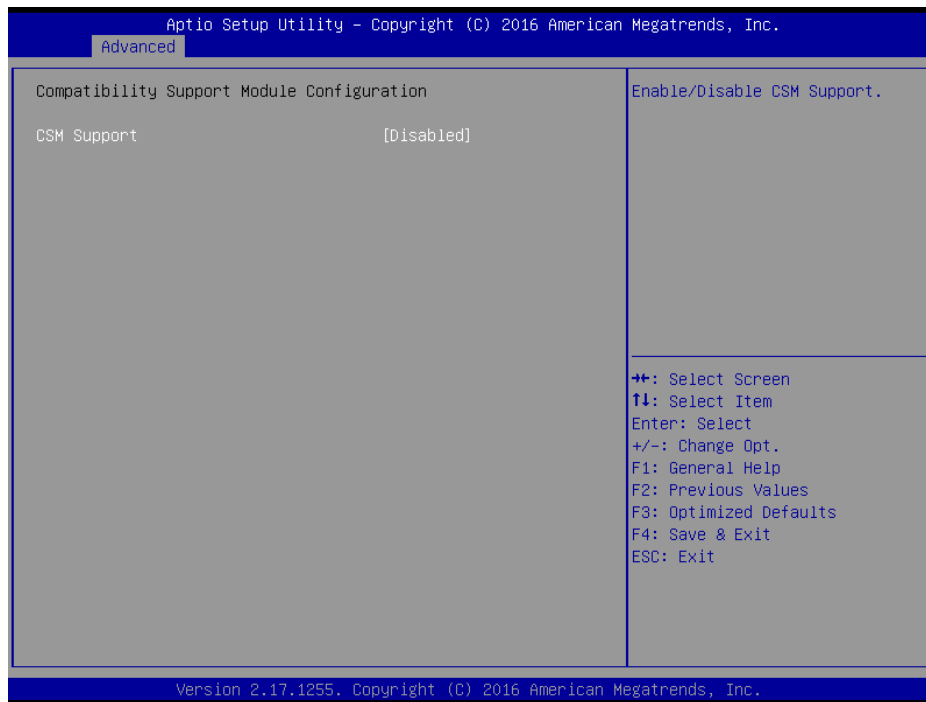 Aptio Setup Utility – Copyright (C) 2016 American Megatrends, Inc.
Advanced
Compatibility Support Module Configuration
CSM Support [Disabled]
Enable/Disable CSM Support.
→←: Select Screen
↑↓: Select Item
Enter: Select
+/-: Change Opt.
F1: General Help
F2: Previous Values
F3: Optimized Defaults
F4: Save & Exit
ESC: Exit
Version 2.17.1255. Copyright (C) 2016 American Megatrends, Inc.